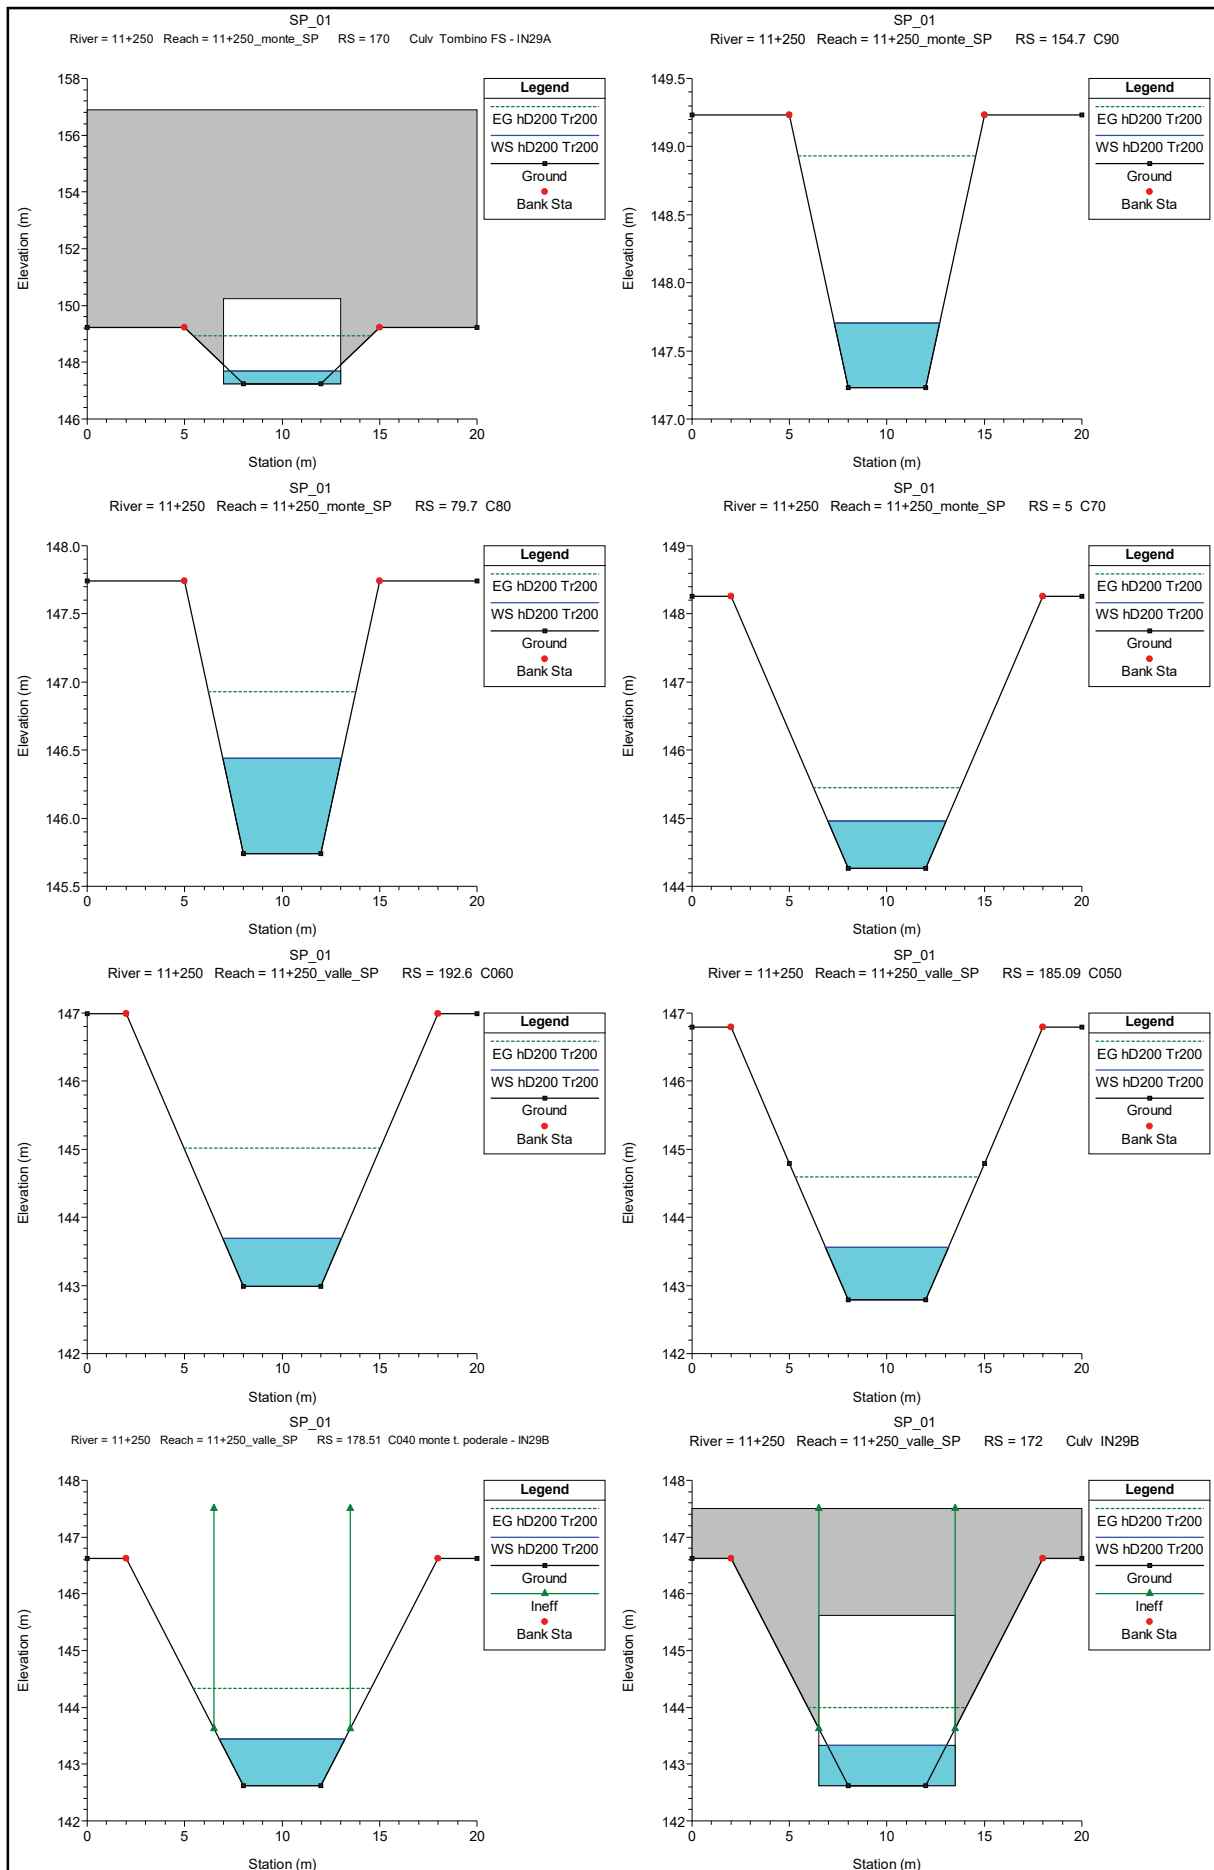 SP_01
River = 11+250 Reach = 11+250_monte_SP RS = 170 Culv Tombino FS - IN29A
158
156
154
152
150
148
146
Elevation (m)
0 5 10 15 20
Station (m)
Legend
EG hD200 Tr200
WS hD200 Tr200
Ground
Bank Sta
SP_01
River = 11+250 Reach = 11+250_monte_SP RS = 154.7 C90
149.5
149.0
148.5
148.0
147.5
147.0
Elevation (m)
0 5 10 15 20
Station (m)
Legend
EG hD200 Tr200
WS hD200 Tr200
Ground
Bank Sta
SP_01
River = 11+250 Reach = 11+250_monte_SP RS = 79.7 C80
148.0
147.5
147.0
146.5
146.0
145.5
Elevation (m)
0 5 10 15 20
Station (m)
Legend
EG hD200 Tr200
WS hD200 Tr200
Ground
Bank Sta
SP_01
River = 11+250 Reach = 11+250_monte_SP RS = 5 C70
149
148
147
146
145
144
Elevation (m)
0 5 10 15 20
Station (m)
Legend
EG hD200 Tr200
WS hD200 Tr200
Ground
Bank Sta
SP_01
River = 11+250 Reach = 11+250_valle_SP RS = 192.6 C060
147
146
145
144
143
142
Elevation (m)
0 5 10 15 20
Station (m)
Legend
EG hD200 Tr200
WS hD200 Tr200
Ground
Bank Sta
SP_01
River = 11+250 Reach = 11+250_valle_SP RS = 185.09 C050
147
146
145
144
143
142
Elevation (m)
0 5 10 15 20
Station (m)
Legend
EG hD200 Tr200
WS hD200 Tr200
Ground
Bank Sta
SP_01
River = 11+250 Reach = 11+250_valle_SP RS = 178.51 C040 monte t. poderale - IN29B
148
147
146
145
144
143
142
Elevation (m)
0 5 10 15 20
Station (m)
Legend
EG hD200 Tr200
WS hD200 Tr200
Ground
Ineff
Bank Sta
SP_01
River = 11+250 Reach = 11+250_valle_SP RS = 172 Culv IN29B
148
147
146
145
144
143
142
Elevation (m)
0 5 10 15 20
Station (m)
Legend
EG hD200 Tr200
WS hD200 Tr200
Ground
Ineff
Bank Sta